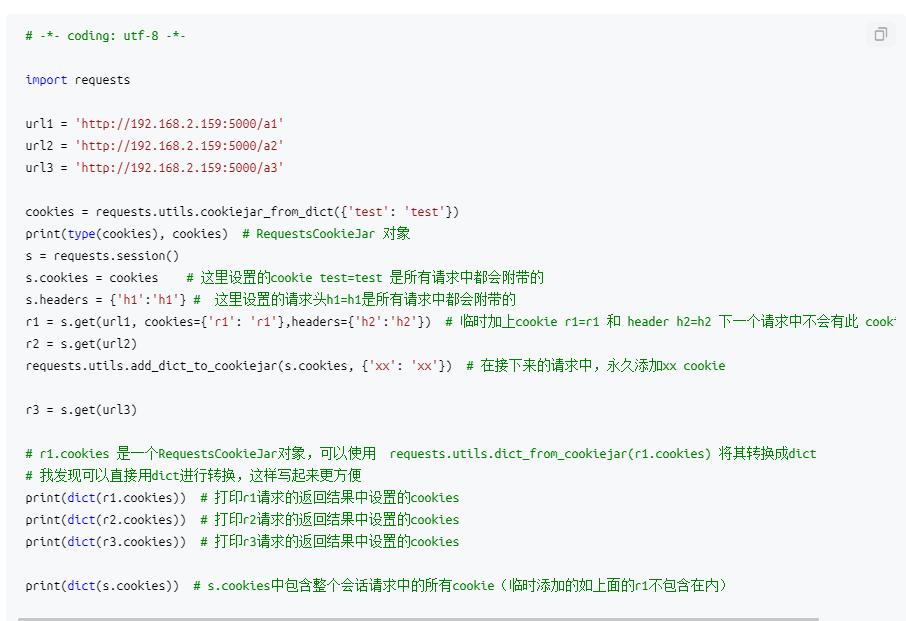 # -*- coding: utf-8 -*-
import requests
url1 = 'http://192.168.2.159:5000/a1'
url2 = 'http://192.168.2.159:5000/a2'
url3 = 'http://192.168.2.159:5000/a3'
cookies = requests.utils.cookiejar_from_dict({'test': 'test'})
print(type(cookies), cookies)  # RequestsCookieJar 对象
s = requests.session()
s.cookies = cookies    # 这里设置的cookie test=test 是所有请求中都会附带的
s.headers = {'h1':'h1'} #  这里设置的请求头h1=h1是所有请求中都会附带的
r1 = s.get(url1, cookies={'r1': 'r1'},headers={'h2':'h2'})  # 临时加上cookie r1=r1 和 header h2=h2 下一个请求中不会有此 cook
r2 = s.get(url2)
requests.utils.add_dict_to_cookiejar(s.cookies, {'xx': 'xx'})  # 在接下来的请求中，永久添加xx cookie
r3 = s.get(url3)
# r1.cookies 是一个RequestsCookieJar对象，可以使用  requests.utils.dict_from_cookiejar(r1.cookies) 将其转换成dict
# 我发现可以直接用dict进行转换，这样写起来更方便
print(dict(r1.cookies))  # 打印r1请求的返回结果中设置的cookies
print(dict(r2.cookies))  # 打印r2请求的返回结果中设置的cookies
print(dict(r3.cookies))  # 打印r3请求的返回结果中设置的cookies
print(dict(s.cookies))  # s.cookies中包含整个会话请求中的所有cookie（临时添加的如上面的r1不包含在内）